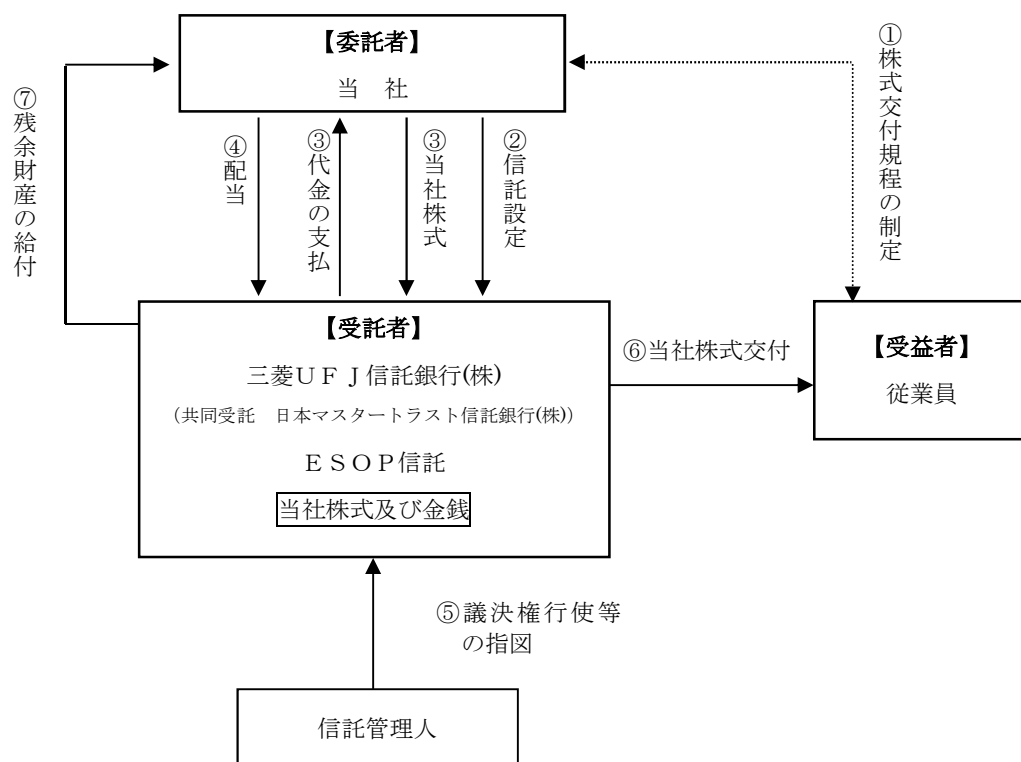 【委託者】
当 社
①株式交付規程の制定
⑦残余財産の給付
④配当
③代金の支払
③当社株式
②信託設定
【受託者】
三菱UFJ信託銀行(株)
(共同受託 日本マスタートラスト信託銀行(株))
ESOP信託
当社株式及び金銭
⑥当社株式交付
【受益者】
従業員
⑤議決権行使等
の指図
信託管理人